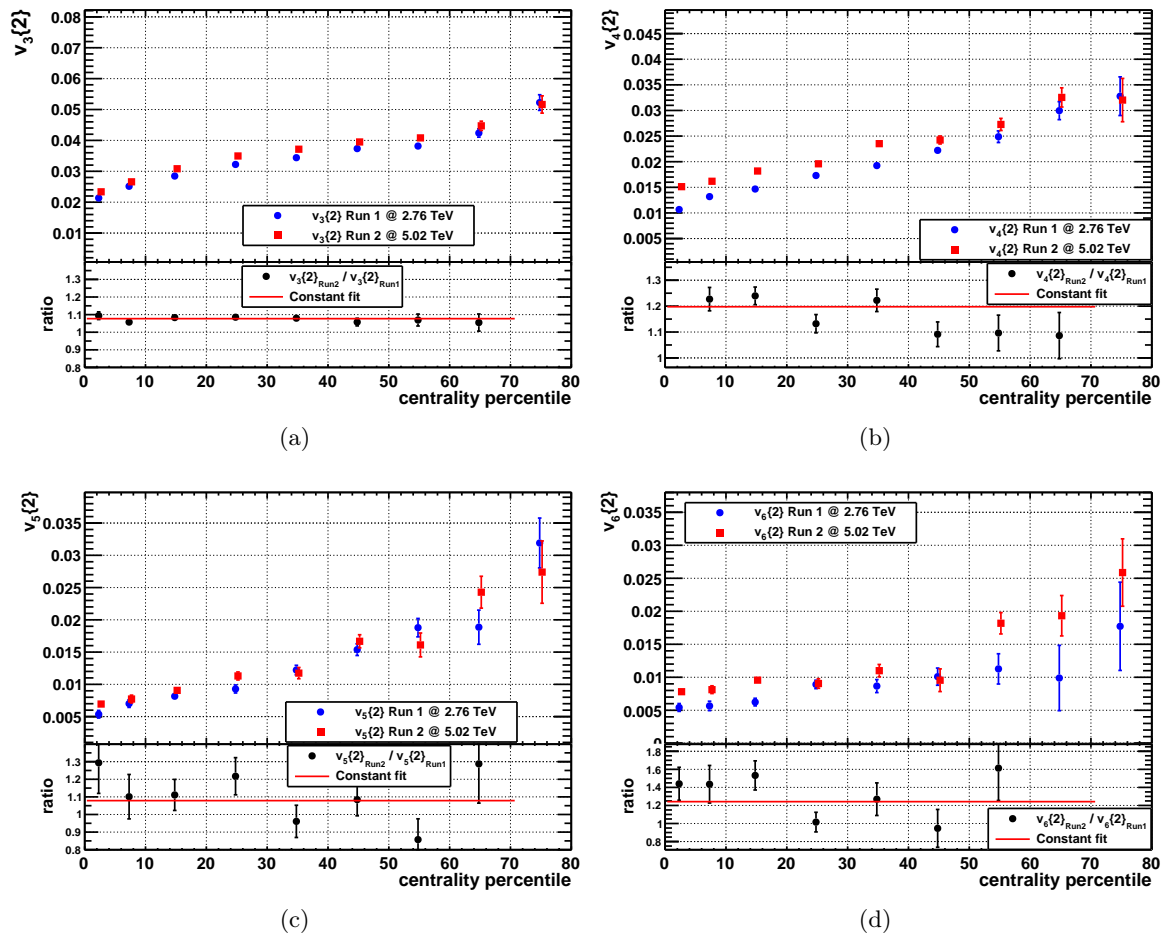 v3{2}
0.08
0.07
0.06
0.05
0.04
0.03
0.02
0.01
v3{2} Run 1 @ 2.76 TeV
v3{2} Run 2 @ 5.02 TeV
ratio
1.3
1.2
1.1
1
0.9
0.8
v3{2}Run2 / v3{2}Run1
Constant fit
0 10 20 30 40 50 60 70 80
centrality percentile
(a)
v4{2}
0.045
0.04
0.035
0.03
0.025
0.02
0.015
0.01
0.005
v4{2} Run 1 @ 2.76 TeV
v4{2} Run 2 @ 5.02 TeV
ratio
1.3
1.2
1.1
1
v4{2}Run2 / v4{2}Run1
Constant fit
0 10 20 30 40 50 60 70 80
centrality percentile
(b)
v5{2}
0.035
0.03
0.025
0.02
0.015
0.01
0.005
v5{2} Run 1 @ 2.76 TeV
v5{2} Run 2 @ 5.02 TeV
ratio
1.3
1.2
1.1
1
0.9
0.8
v5{2}Run2 / v5{2}Run1
Constant fit
0 10 20 30 40 50 60 70 80
centrality percentile
(c)
v6{2}
v6{2} Run 1 @ 2.76 TeV
v6{2} Run 2 @ 5.02 TeV
0.035
0.03
0.025
0.02
0.015
0.01
0.005
0
ratio
1.8
1.6
1.4
1.2
1
0.8
v6{2}Run2 / v6{2}Run1
Constant fit
0 10 20 30 40 50 60 70 80
centrality percentile
(d)